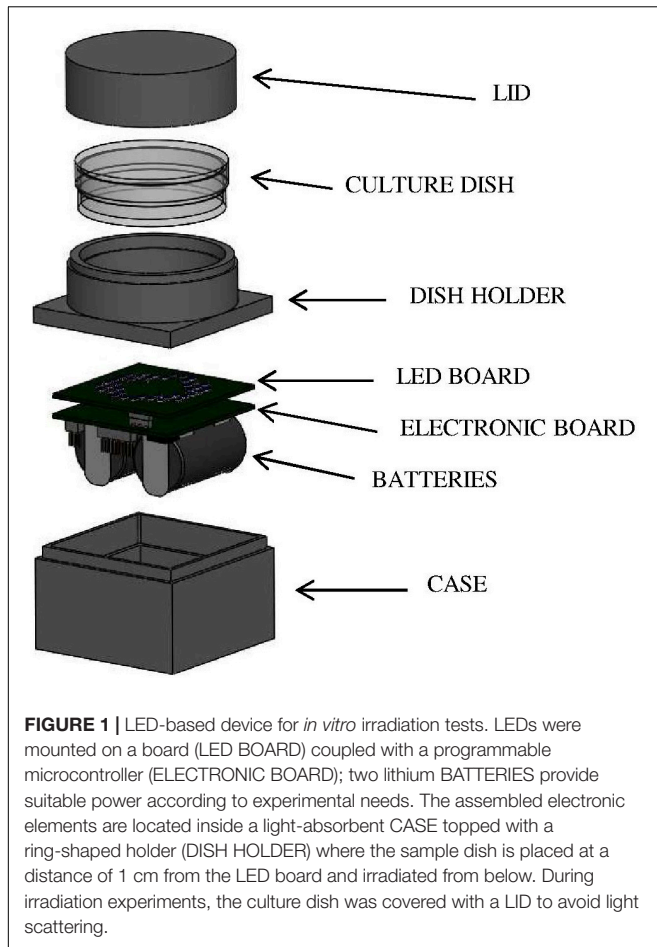 LID
CULTURE DISH
DISH HOLDER
LED BOARD
ELECTRONIC BOARD
BATTERIES
CASE
FIGURE 1 | LED-based device for in vitro irradiation tests. LEDs were
mounted on a board (LED BOARD) coupled with a programmable
microcontroller (ELECTRONIC BOARD); two lithium BATTERIES provide
suitable power according to experimental needs. The assembled electronic
elements are located inside a light-absorbent CASE topped with a
ring-shaped holder (DISH HOLDER) where the sample dish is placed at a
distance of 1 cm from the LED board and irradiated from below. During
irradiation experiments, the culture dish was covered with a LID to avoid light
scattering.